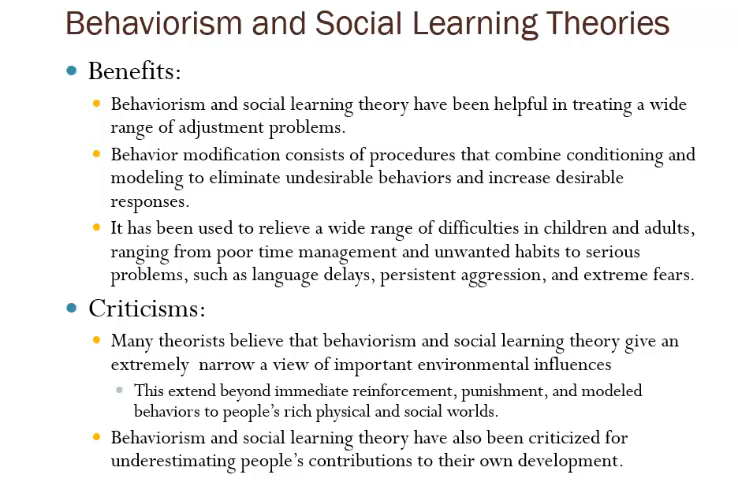 Behaviorism and Social Learning Theories
Benefits:
Behaviorism and social learning theory have been helpful in treating a wide
range of adjustment problems.
Behavior modification consists of procedures that combine conditioning and
modeling to eliminate undesirable behaviors and increase desirable
responses.
It has been used to relieve a wide range of difficulties in children and adults,
ranging from poor time management and unwanted habits to serious
problems, such as language delays, persistent aggression, and extreme fears.
Criticisms:
Many theorists believe that behaviorism and social learning theory give an
extremely narrow a view of important environmental influences
This extend beyond immediate reinforcement, punishment, and modeled
behaviors to people's rich physical and social worlds.
Behaviorism and social learning theory have also been criticized for
underestimating people's contributions to their own development.